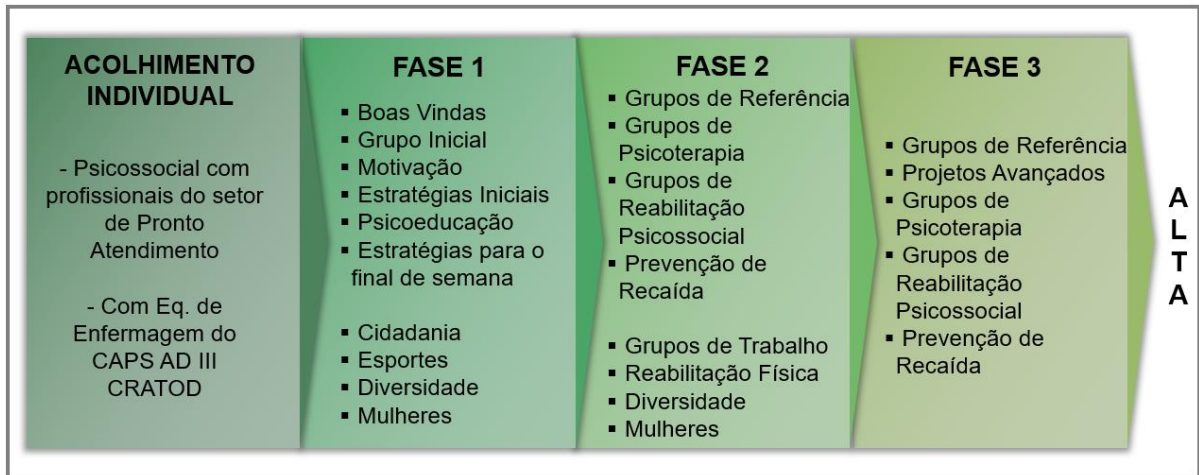 ACOLHIMENTO
INDIVIDUAL
- Psicossocial com
profissionais do setor
de Pronto
Atendimento
- Com Eq. de
Enfermagem do
CAPS AD III
CRATOD
FASE 1
▪ Boas Vindas
▪ Grupo Inicial
▪ Motivação
▪ Estratégias Iniciais
▪ Psicoeducação
▪ Estratégias para o
final de semana
▪ Cidadania
▪ Esportes
▪ Diversidade
▪ Mulheres
FASE 2
▪ Grupos de Referência
▪ Grupos de
Psicoterapia
▪ Grupos de
Reabilitação
Psicossocial
▪ Prevenção de
Recaída
▪ Grupos de Trabalho
▪ Reabilitação Física
▪ Diversidade
▪ Mulheres
FASE 3
▪ Grupos de Referência
▪ Projetos Avançados
▪ Grupos de
Psicoterapia
▪ Grupos de
Reabilitação
Psicossocial
▪ Prevenção de
Recaída
A
L
T
A